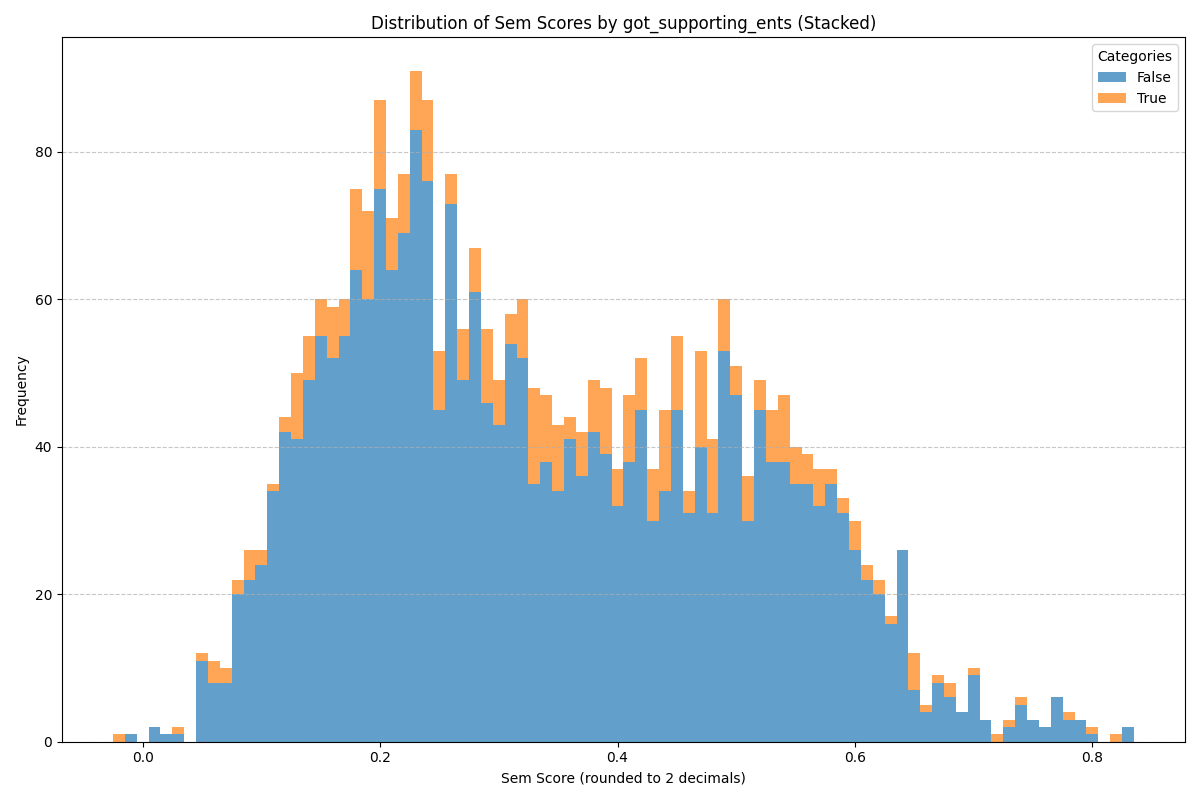 Distribution of Sem Scores by got_supporting_ents (Stacked)
Categories
False
True
Frequency
80
60
40
20
0
0.0 0.2 0.4 0.6 0.8
Sem Score (rounded to 2 decimals)